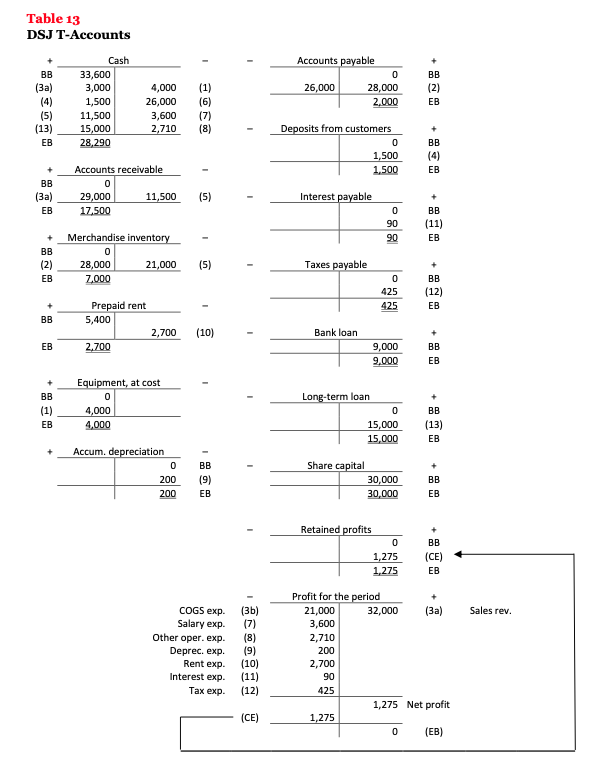 Table 13
DSJ T-Accounts
+ Cash –
BB 33,600
(3a) 3,000 4,000 (1)
(4) 1,500 26,000 (6)
(5) 11,500 3,600 (7)
(13) 15,000 2,710 (8)
EB 28,290
+ Accounts receivable –
BB 0
(3a) 29,000 11,500 (5)
EB 17,500
+ Merchandise inventory –
BB 0
(2) 28,000 21,000 (5)
EB 7,000
+ Prepaid rent –
BB 5,400
2,700 (10)
EB 2,700
+ Equipment, at cost –
BB 0
(1) 4,000
EB 4,000
+ Accum. depreciation –
0 BB
200 (9)
200 EB
– Accounts payable +
0 BB
26,000 28,000 (2)
2,000 EB
– Deposits from customers +
0 BB
1,500 (4)
1,500 EB
– Interest payable +
0 BB
90 (11)
90 EB
– Taxes payable +
0 BB
425 (12)
425 EB
– Bank loan +
9,000 BB
9,000 EB
– Long-term loan +
0 BB
15,000 (13)
15,000 EB
– Share capital +
30,000 BB
30,000 EB
– Retained profits +
0 BB
1,275 (CE)
1,275 EB
– Profit for the period +
COGS exp. (3b) 21,000 32,000 (3a) Sales rev.
Salary exp. (7) 3,600
Other oper. exp. (8) 2,710
Deprec. exp. (9) 200
Rent exp. (10) 2,700
Interest exp. (11) 90
Tax exp. (12) 425
1,275 Net profit
(CE) 1,275
0 (EB)